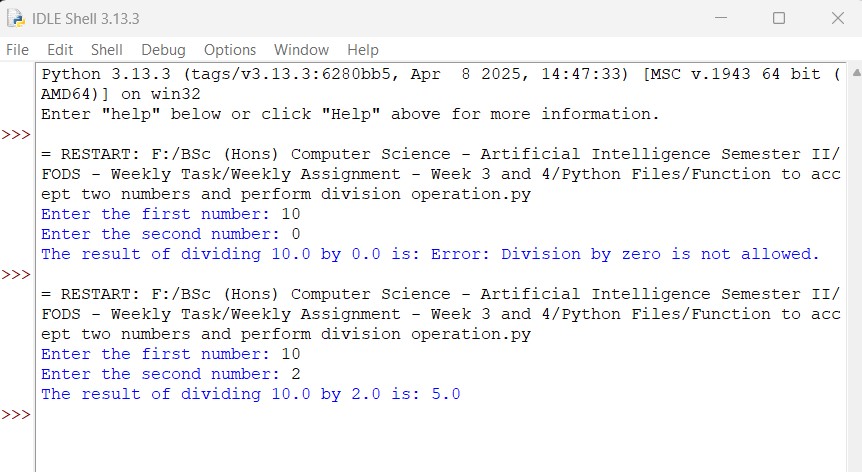 IDLE Shell 3.13.3
File Edit Shell Debug Options Window Help
Python 3.13.3 (tags/v3.13.3:6280bb5, Apr  8 2025, 14:47:33) [MSC v.1943 64 bit (
AMD64)] on win32
Enter "help" below or click "Help" above for more information.
>>>
= RESTART: F:/BSc (Hons) Computer Science - Artificial Intelligence Semester II/
FODS - Weekly Task/Weekly Assignment - Week 3 and 4/Python Files/Function to acc
ept two numbers and perform division operation.py
Enter the first number: 10
Enter the second number: 0
The result of dividing 10.0 by 0.0 is: Error: Division by zero is not allowed.
>>>
= RESTART: F:/BSc (Hons) Computer Science - Artificial Intelligence Semester II/
FODS - Weekly Task/Weekly Assignment - Week 3 and 4/Python Files/Function to acc
ept two numbers and perform division operation.py
Enter the first number: 10
Enter the second number: 2
The result of dividing 10.0 by 2.0 is: 5.0
>>>